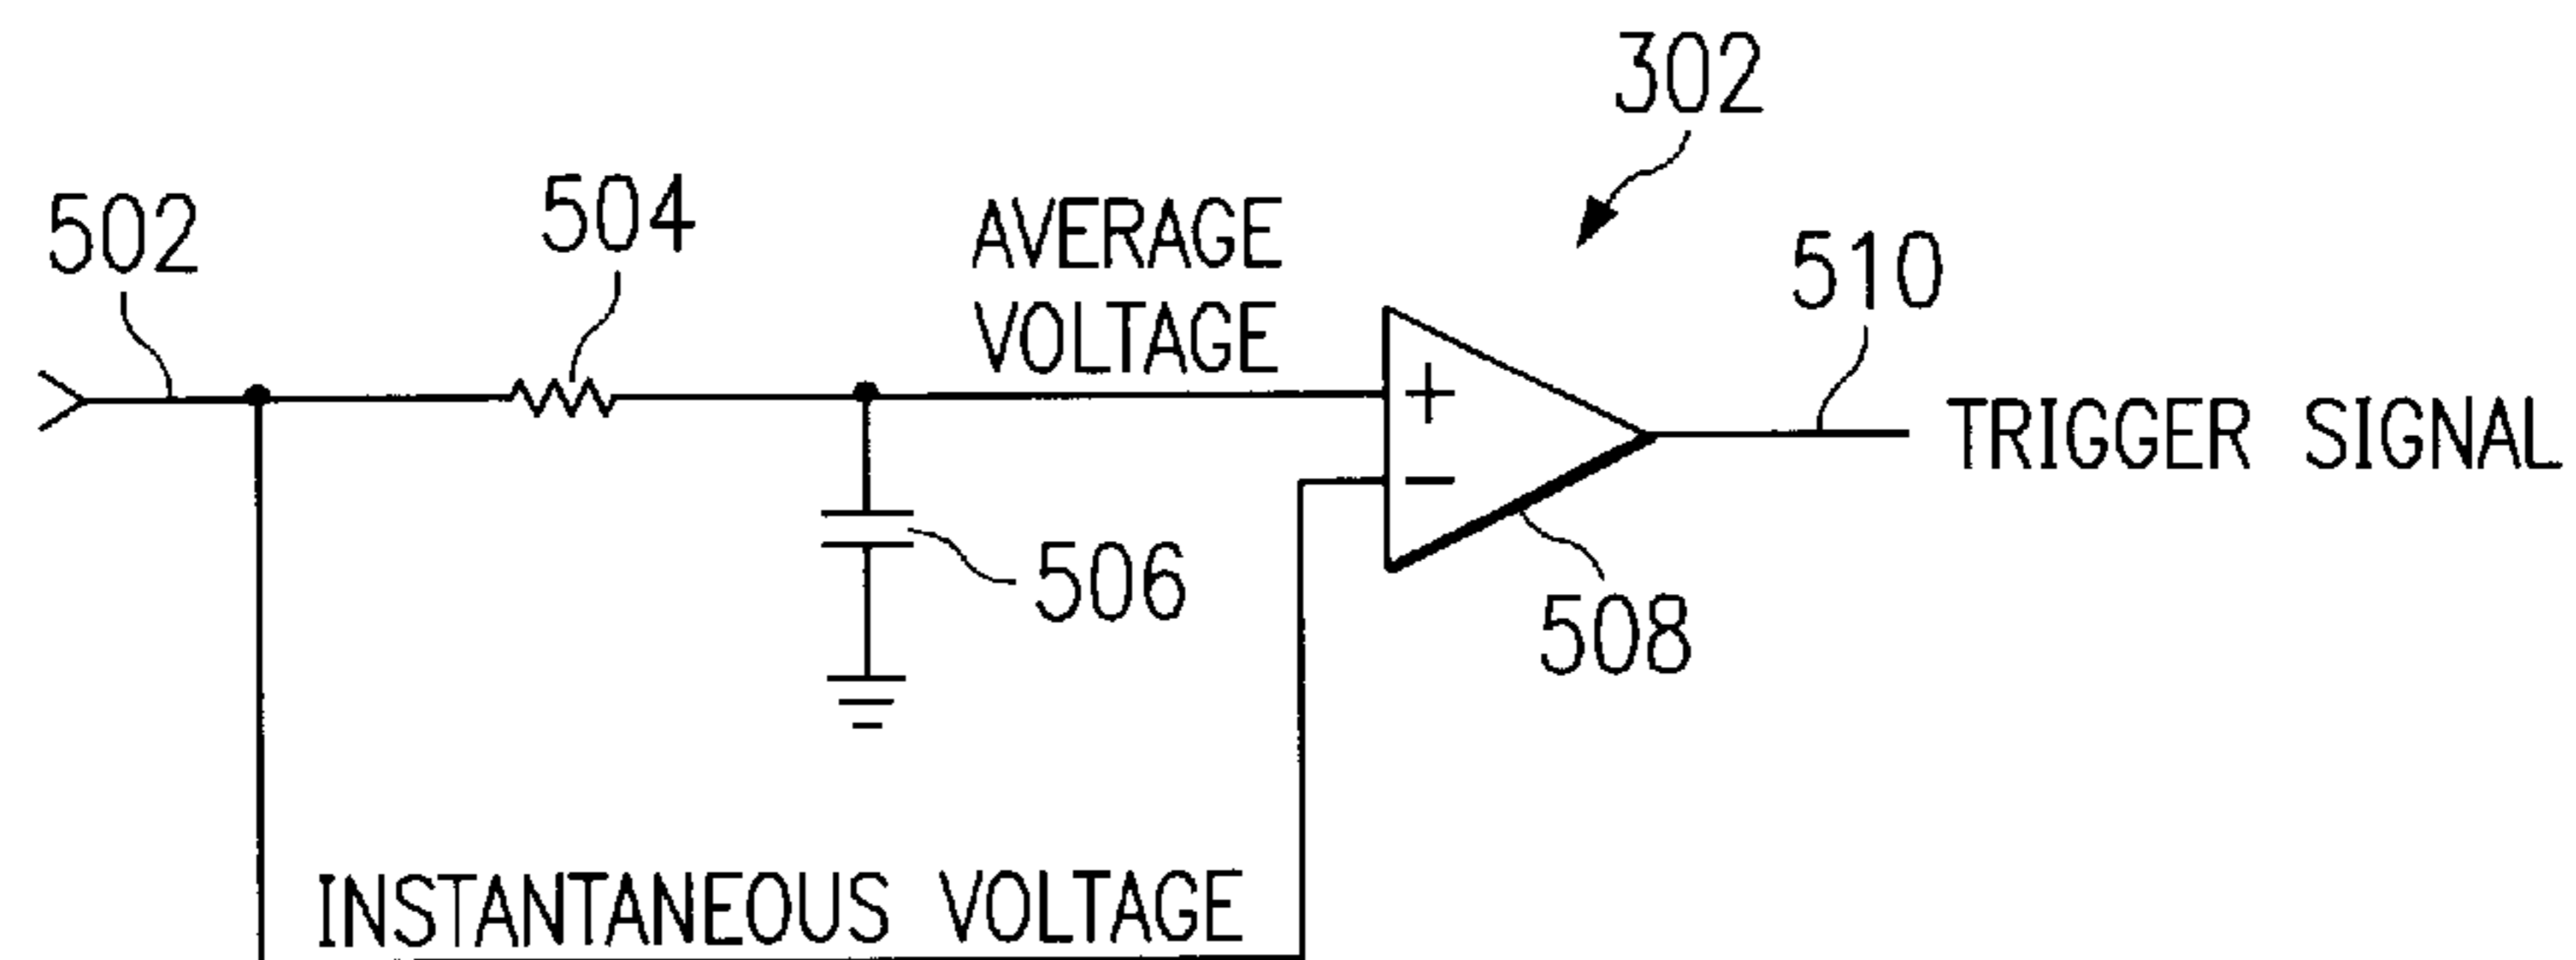 302
502
504
AVERAGE
VOLTAGE
510
+
−
TRIGGER SIGNAL
506
508
INSTANTANEOUS VOLTAGE